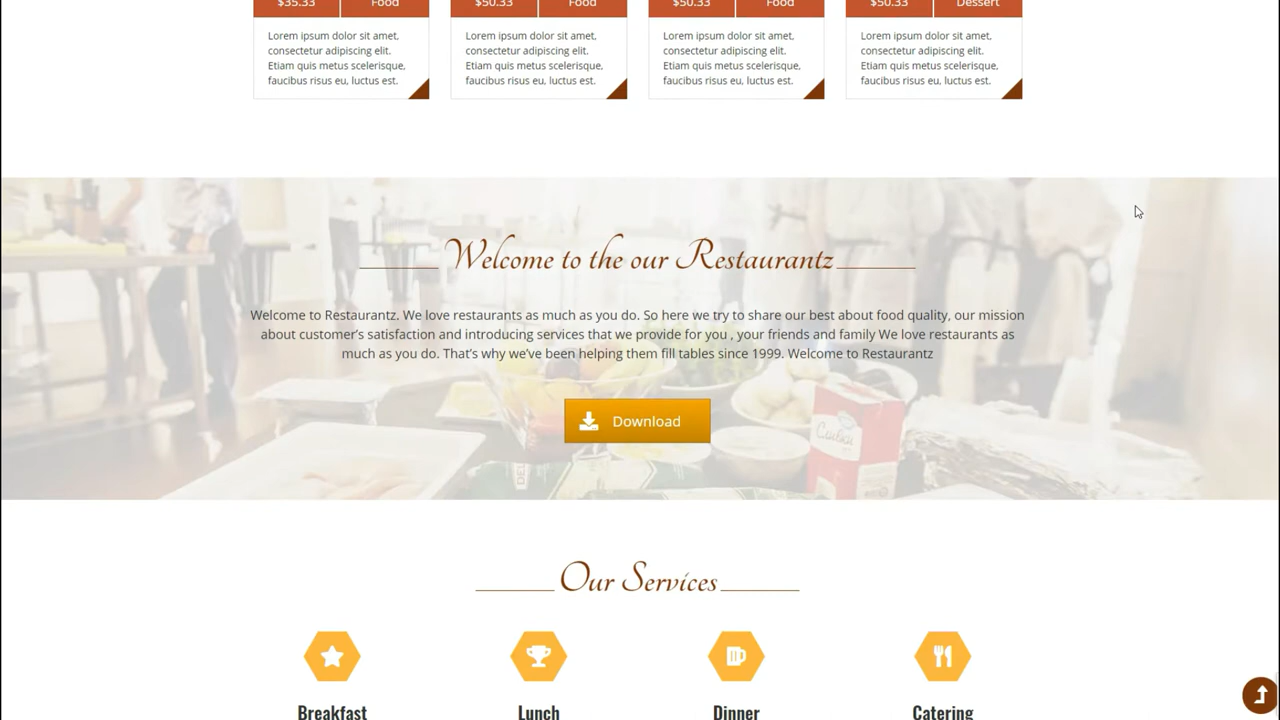 $35.33 Food $50.33 Food $50.33 Food $50.33 Dessert
Lorem ipsum dolor sit amet,
consectetur adipiscing elit.
Etiam quis metus scelerisque,
faucibus risus eu, luctus est.
Lorem ipsum dolor sit amet,
consectetur adipiscing elit.
Etiam quis metus scelerisque,
faucibus risus eu, luctus est.
Lorem ipsum dolor sit amet,
consectetur adipiscing elit.
Etiam quis metus scelerisque,
faucibus risus eu, luctus est.
Lorem ipsum dolor sit amet,
consectetur adipiscing elit.
Etiam quis metus scelerisque,
faucibus risus eu, luctus est.
Welcome to the our Restaurantz
Welcome to Restaurantz. We love restaurants as much as you do. So here we try to share our best about food quality, our mission
about customer's satisfaction and introducing services that we provide for you , your friends and family We love restaurants as
much as you do. That's why we've been helping them fill tables since 1999. Welcome to Restaurantz
Download
Our Services
Breakfast Lunch Dinner Catering